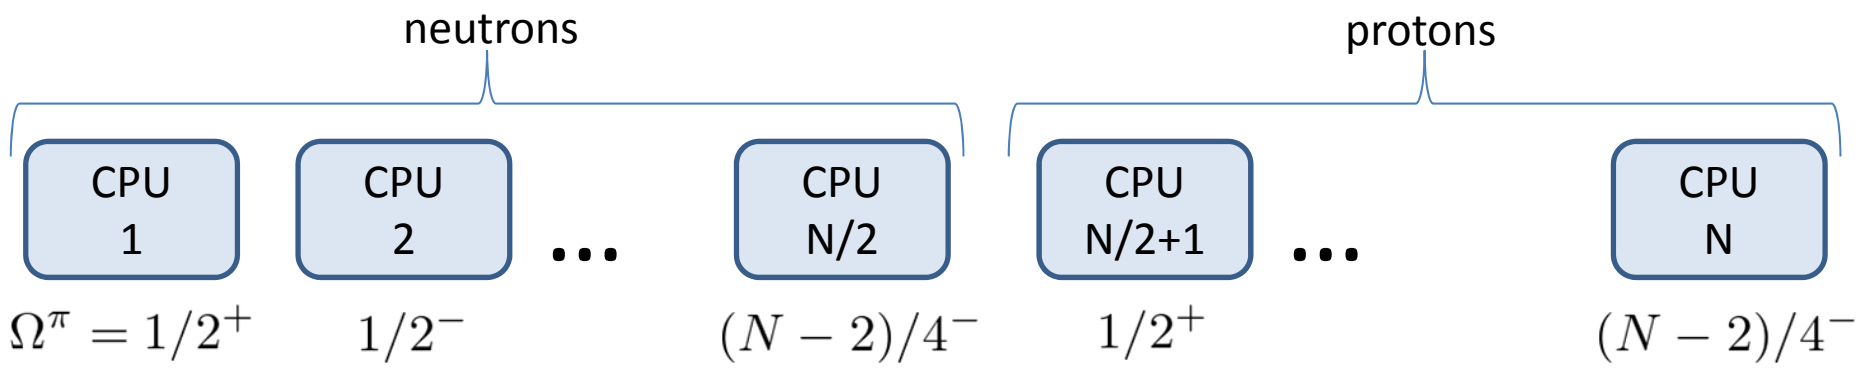 neutrons protons
CPU 1
CPU 2
...
CPU N/2
CPU N/2+1
...
CPU N
Ω^π = 1/2^+ 1/2^- (N − 2)/4^- 1/2^+ (N − 2)/4^-